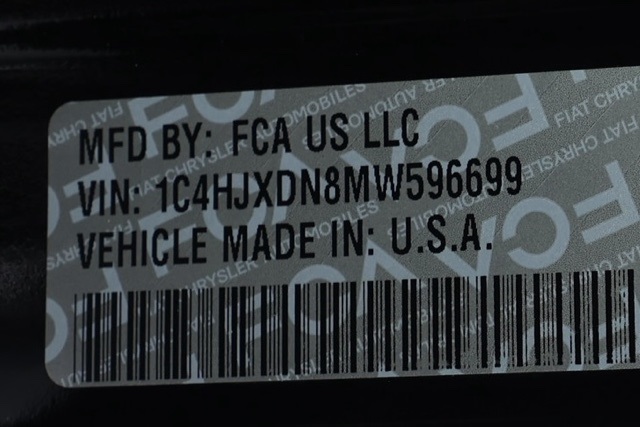 MFD BY: FCA US LLC
VIN: 1C4HJXDN8MW596699
VEHICLE MADE IN: U.S.A.